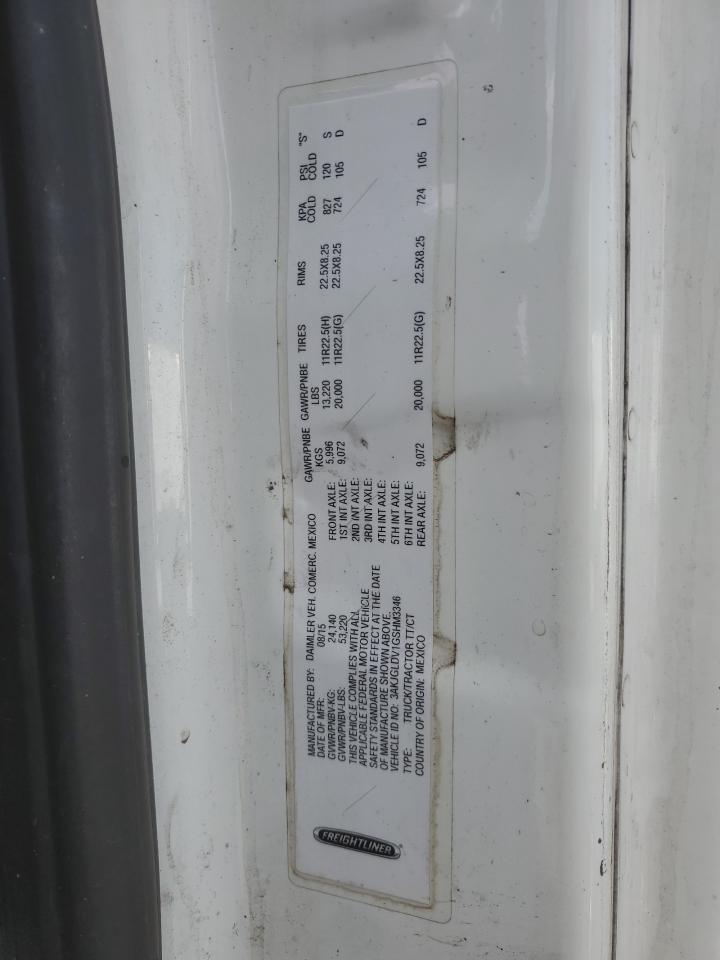 FREIGHTLINER
MANUFACTURED BY: DAIMLER VEH. COMERC. MEXICO
DATE OF MFR: 08/15
GVWR/PNBV-KG: 24,140
GVWR/PNBV-LBS: 53,220
THIS VEHICLE COMPLIES WITH ALL
APPLICABLE FEDERAL MOTOR VEHICLE
SAFETY STANDARDS IN EFFECT AT THE DATE
OF MANUFACTURE SHOWN ABOVE.
VEHICLE ID NO: 3AKJGLDV1GSHM3346
TYPE: TRUCK/TRACTOR TT/CT
COUNTRY OF ORIGIN: MEXICO
GAWR/PNBE GAWR/PNBE TIRES RIMS KPA PSI "S"
KGS LBS COLD COLD
FRONT AXLE: 5,996 13,220 11R22.5(H) 22.5X8.25 827 120 S
1ST INT AXLE: 9,072 20,000 11R22.5(G) 22.5X8.25 724 105 D
2ND INT AXLE:
3RD INT AXLE:
4TH INT AXLE:
5TH INT AXLE:
6TH INT AXLE:
REAR AXLE: 9,072 20,000 11R22.5(G) 22.5X8.25 724 105 D